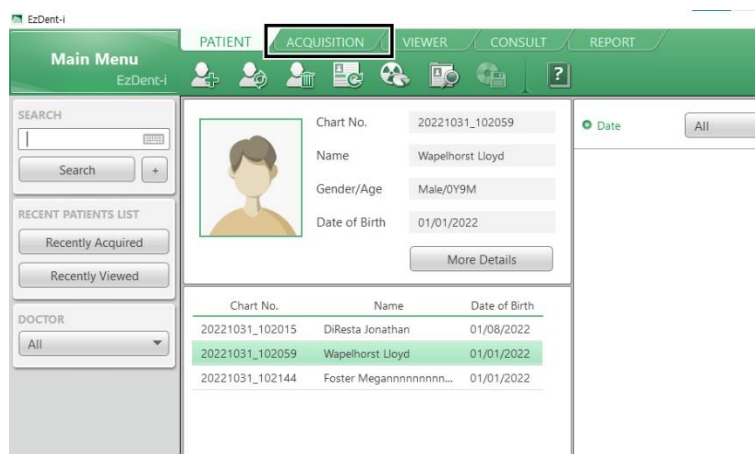 EzDent-i
Main Menu
EzDent-i
PATIENT ACQUISITION VIEWER CONSULT REPORT
?
SEARCH
Search +
RECENT PATIENTS LIST
Recently Acquired
Recently Viewed
DOCTOR
All
Chart No. 20221031_102059
Name Wapelhorst Lloyd
Gender/Age Male/0Y9M
Date of Birth 01/01/2022
More Details
Chart No. Name Date of Birth
20221031_102015 DiResta Jonathan 01/08/2022
20221031_102059 Wapelhorst Lloyd 01/01/2022
20221031_102144 Foster Megannnnnnnnn... 01/01/2022
Date All